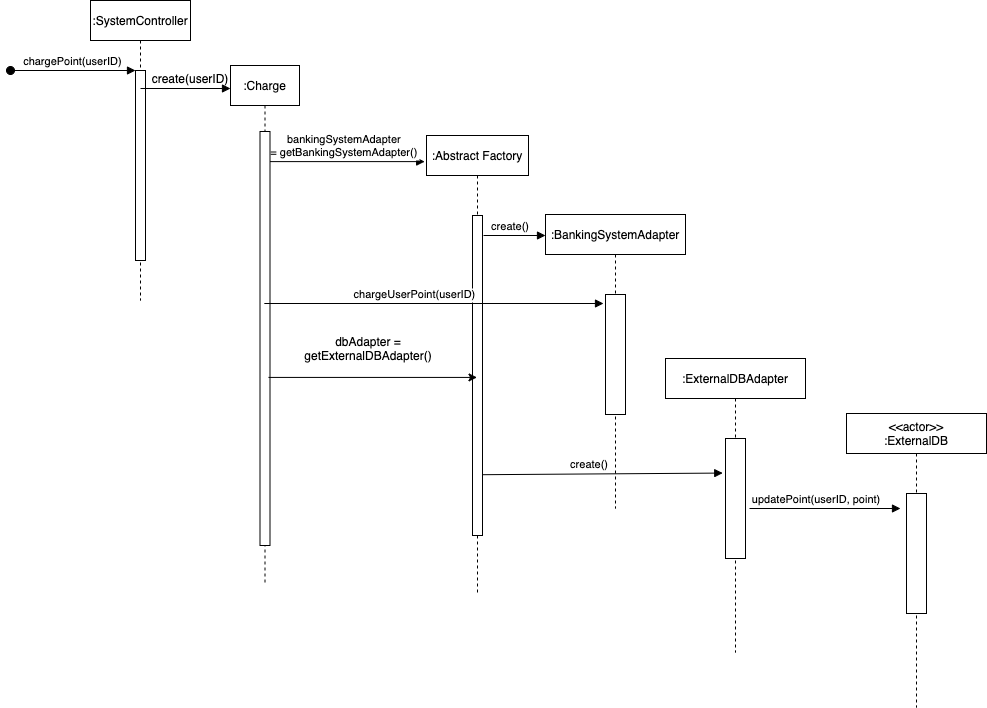 :SystemController
chargePoint(userID)
create(userID)
:Charge
bankingSystemAdapter
= getBankingSystemAdapter()
:Abstract Factory
create()
:BankingSystemAdapter
chargeUserPoint(userID)
dbAdapter =
getExternalDBAdapter()
:ExternalDBAdapter
<<actor>>
:ExternalDB
create()
updatePoint(userID, point)